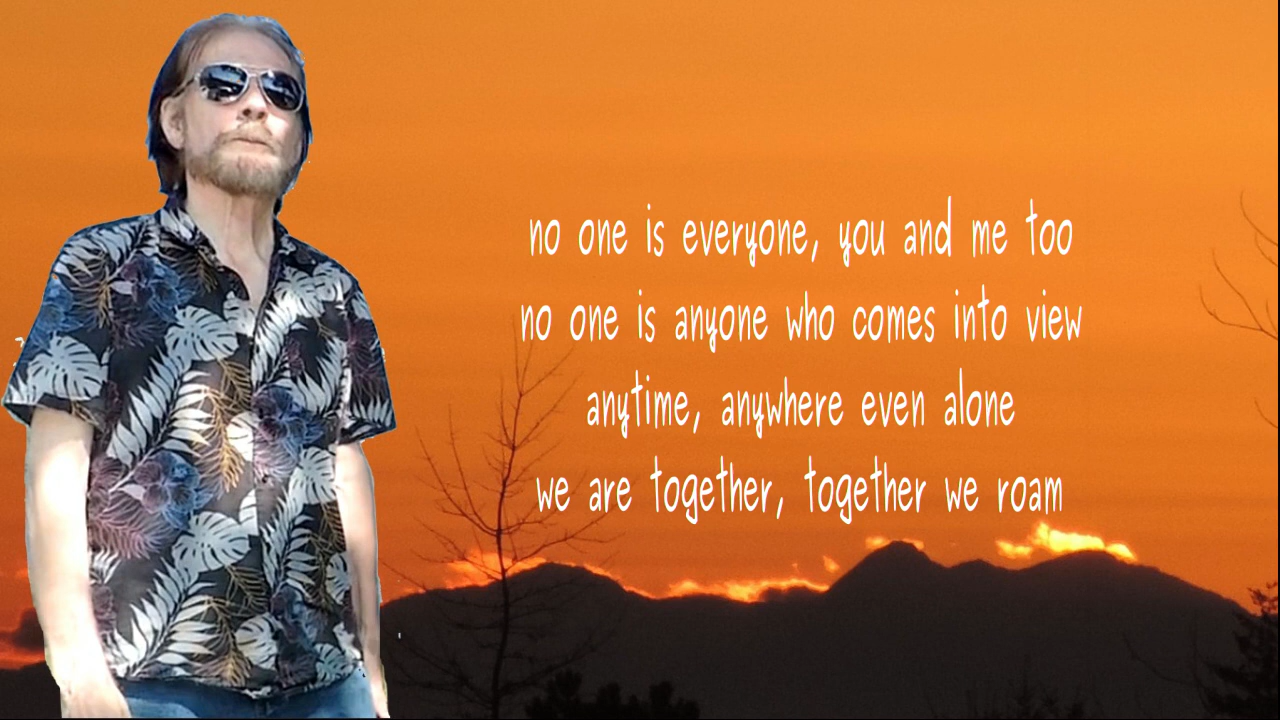 no one is everyone, you and me too
no one is anyone who comes into view
anytime, anywhere even alone
we are together, together we roam